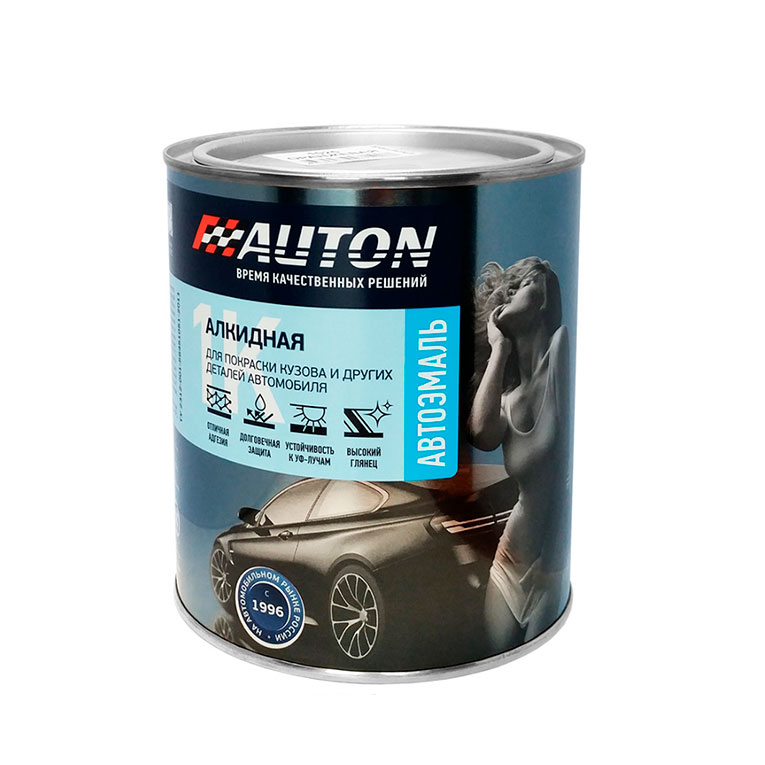 AUTON
ВРЕМЯ КАЧЕСТВЕННЫХ РЕШЕНИЙ
1К
АЛКИДНАЯ
ДЛЯ ПОКРАСКИ КУЗОВА И ДРУГИХ
ДЕТАЛЕЙ АВТОМОБИЛЯ
ОТЛИЧНАЯ
АДГЕЗИЯ
ДОЛГОВЕЧНАЯ
ЗАЩИТА
УСТОЙЧИВОСТЬ
К УФ-ЛУЧАМ
ВЫСОКИЙ
ГЛЯНЕЦ
АВТОЭМАЛЬ
НА АВТОМОБИЛЬНОМ РЫНКЕ РОССИИ
С
1996